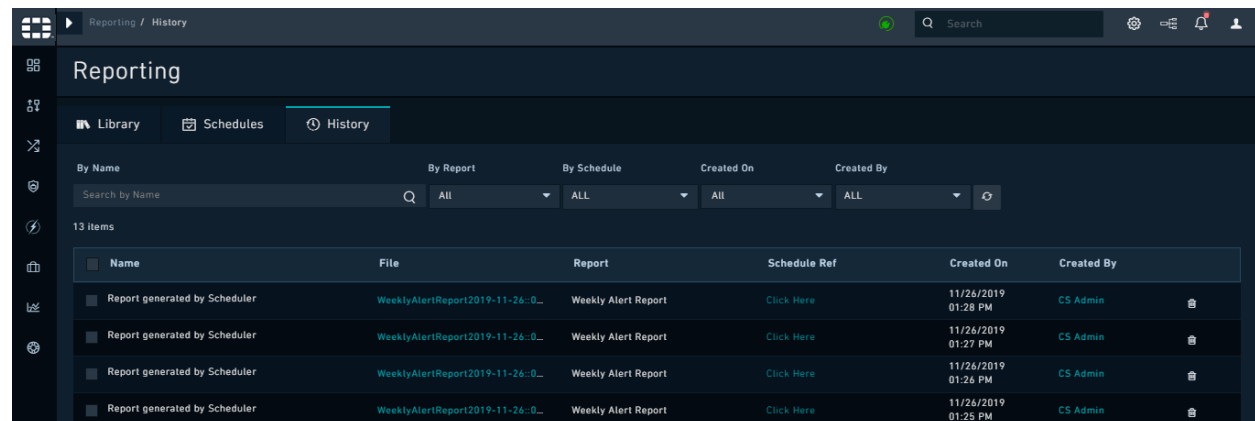 Reporting / History
Search
Reporting
Library Schedules History
By Name By Report By Schedule Created On Created By
Search by Name All ALL All ALL
13 items
Name File Report Schedule Ref Created On Created By
Report generated by Scheduler WeeklyAlertReport2019-11-26::0... Weekly Alert Report Click Here 11/26/2019 CS Admin
01:28 PM
Report generated by Scheduler WeeklyAlertReport2019-11-26::0... Weekly Alert Report Click Here 11/26/2019 CS Admin
01:27 PM
Report generated by Scheduler WeeklyAlertReport2019-11-26::0... Weekly Alert Report Click Here 11/26/2019 CS Admin
01:26 PM
Report generated by Scheduler WeeklyAlertReport2019-11-26::0... Weekly Alert Report Click Here 11/26/2019 CS Admin
01:25 PM